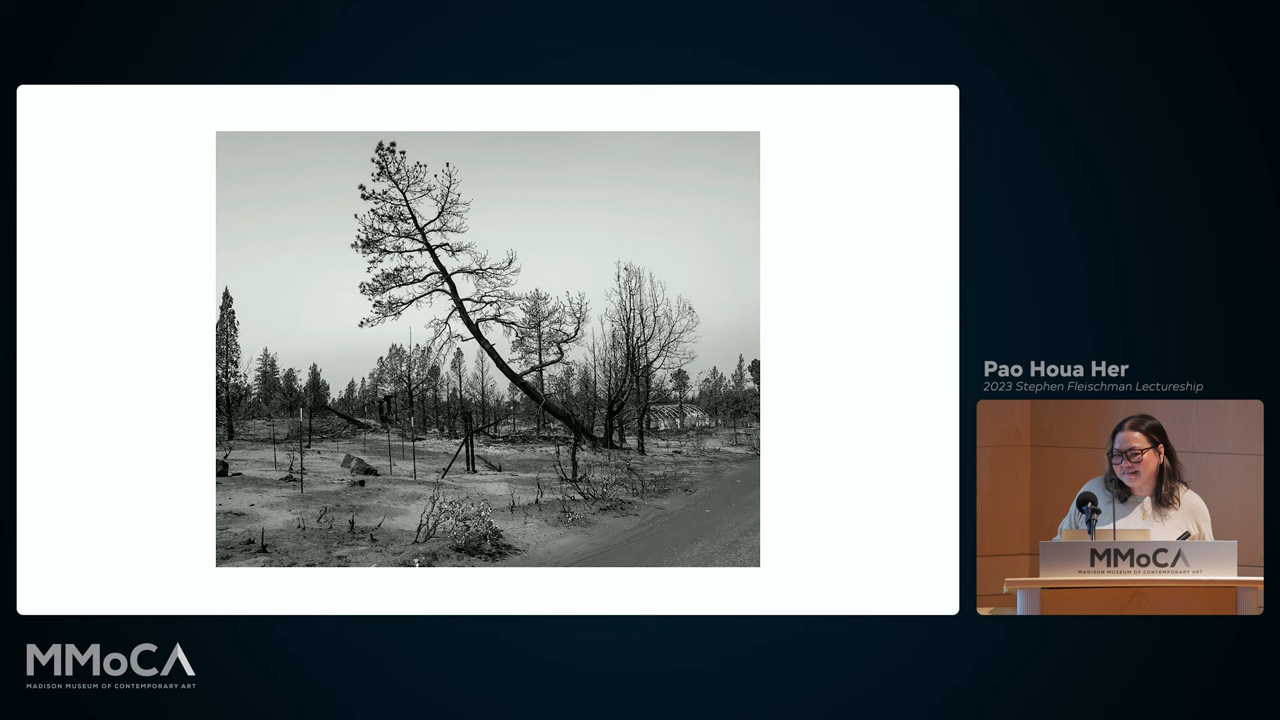 Pao Houa Her
2023 Stephen Fleischman Lectureship
MMoCA
MADISON MUSEUM OF CONTEMPORARY ART
MMoCA
MADISON MUSEUM OF CONTEMPORARY ART